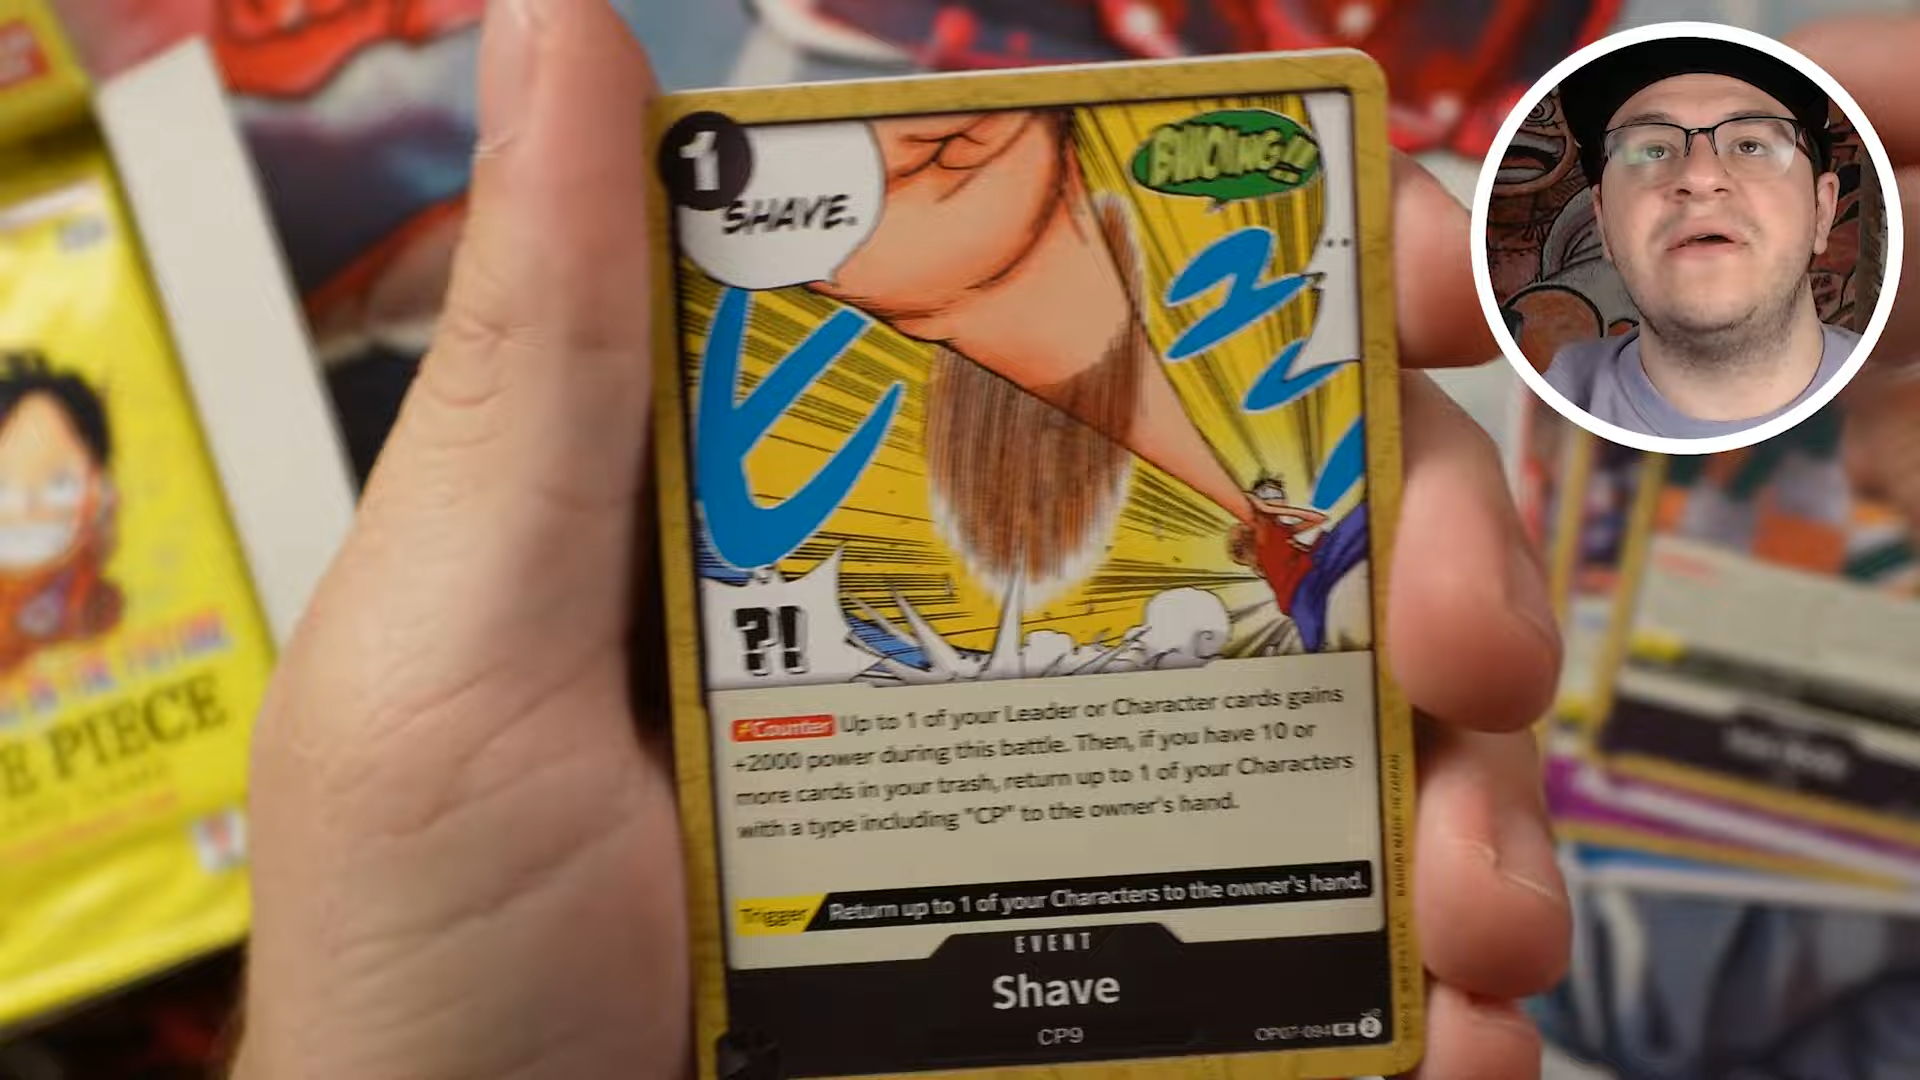 1
SHAVE.
BWOING!!
?!
⚡Counter Up to 1 of your Leader or Character cards gains
+2000 power during this battle. Then, if you have 10 or
more cards in your trash, return up to 1 of your Characters
with a type including "CP" to the owner's hand.
Trigger Return up to 1 of your Characters to the owner's hand.
EVENT
Shave
CP9
OP07-094
E PIECE